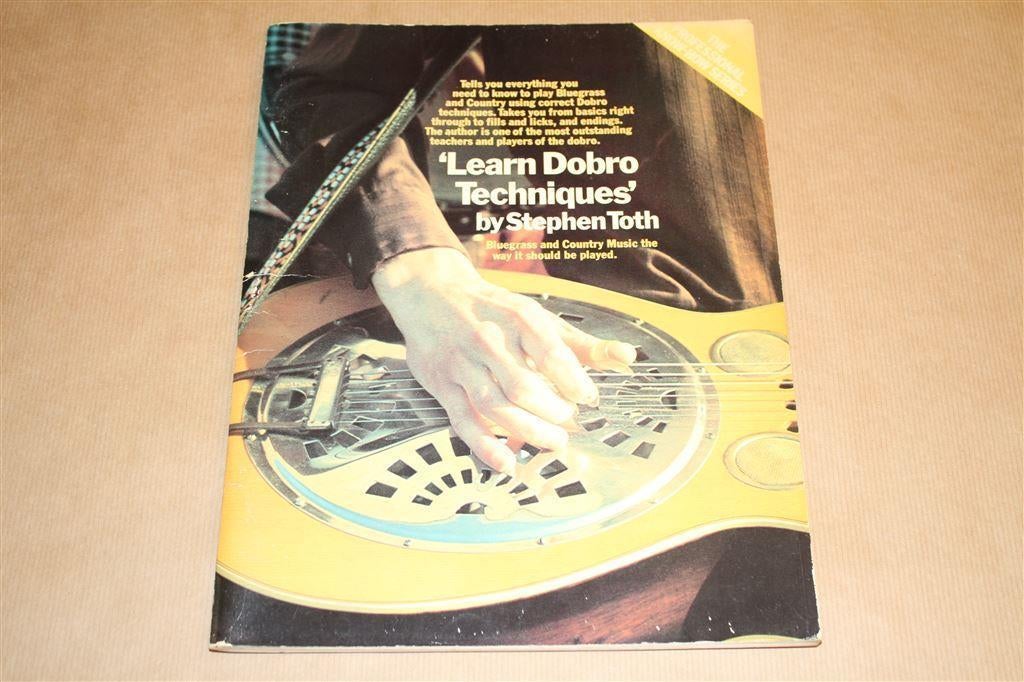 THE
PROFESSIONAL
KNOW-HOW SERIES
Tells you everything you
need to know to play Bluegrass
and Country using correct Dobro
techniques. Takes you from basics right
through to fills and licks, and endings.
The author is one of the most outstanding
teachers and players of the dobro.
'Learn Dobro
Techniques'
by Stephen Toth
Bluegrass and Country Music the
way it should be played.